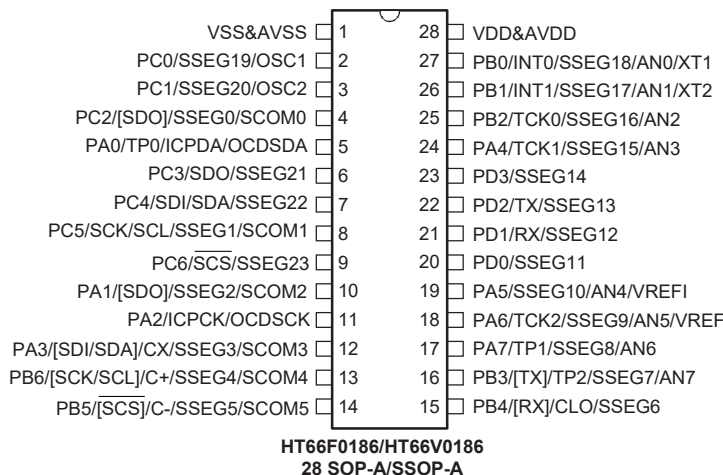 VSS&AVSS 1 28 VDD&AVDD
PC0/SSEG19/OSC1 2 27 PB0/INT0/SSEG18/AN0/XT1
PC1/SSEG20/OSC2 3 26 PB1/INT1/SSEG17/AN1/XT2
PC2/[SDO]/SSEG0/SCOM0 4 25 PB2/TCK0/SSEG16/AN2
PA0/TP0/ICPDA/OCDSDA 5 24 PA4/TCK1/SSEG15/AN3
PC3/SDO/SSEG21 6 23 PD3/SSEG14
PC4/SDI/SDA/SSEG22 7 22 PD2/TX/SSEG13
PC5/SCK/SCL/SSEG1/SCOM1 8 21 PD1/RX/SSEG12
PC6/SCS/SSEG23 9 20 PD0/SSEG11
PA1/[SDO]/SSEG2/SCOM2 10 19 PA5/SSEG10/AN4/VREFI
PA2/ICPCK/OCDSCK 11 18 PA6/TCK2/SSEG9/AN5/VREF
PA3/[SDI/SDA]/CX/SSEG3/SCOM3 12 17 PA7/TP1/SSEG8/AN6
PB6/[SCK/SCL]/C+/SSEG4/SCOM4 13 16 PB3/[TX]/TP2/SSEG7/AN7
PB5/[SCS]/C-/SSEG5/SCOM5 14 15 PB4/[RX]/CLO/SSEG6
HT66F0186/HT66V0186
28 SOP-A/SSOP-A